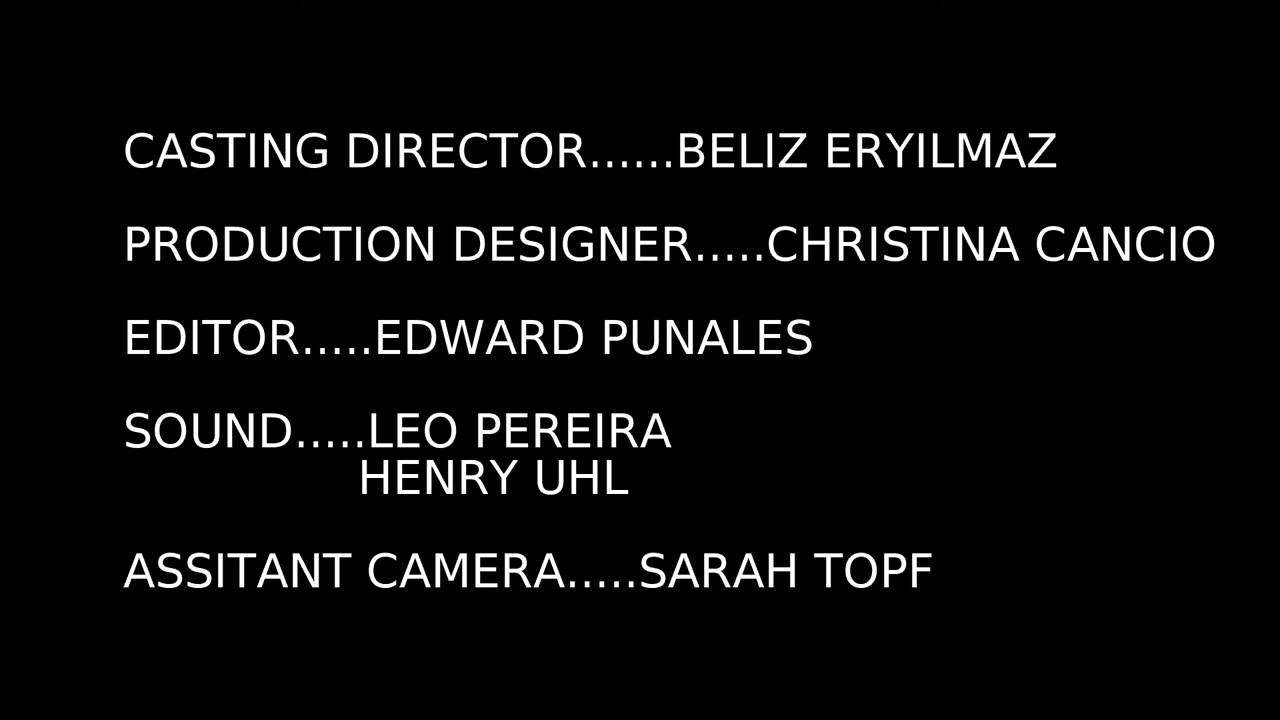 CASTING DIRECTOR......BELIZ ERYILMAZ
PRODUCTION DESIGNER.....CHRISTINA CANCIO
EDITOR.....EDWARD PUNALES
SOUND.....LEO PEREIRA
HENRY UHL
ASSITANT CAMERA.....SARAH TOPF